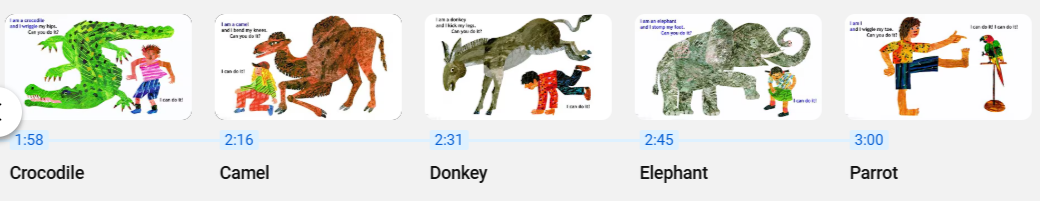 I am a crocodile
and I wriggle my hips.
Can you do it?
I can do it!
I am a camel
and I bend my knees.
Can you do it?
I can do it!
I am a donkey
and I kick my legs.
Can you do it?
I can do it!
I am an elephant
and I stomp my foot.
Can you do it?
I can do it!
I am I
and I wiggle my toe.
Can you do it?
I can do it! I can do it!
1:58
2:16
2:31
2:45
3:00
Crocodile
Camel
Donkey
Elephant
Parrot